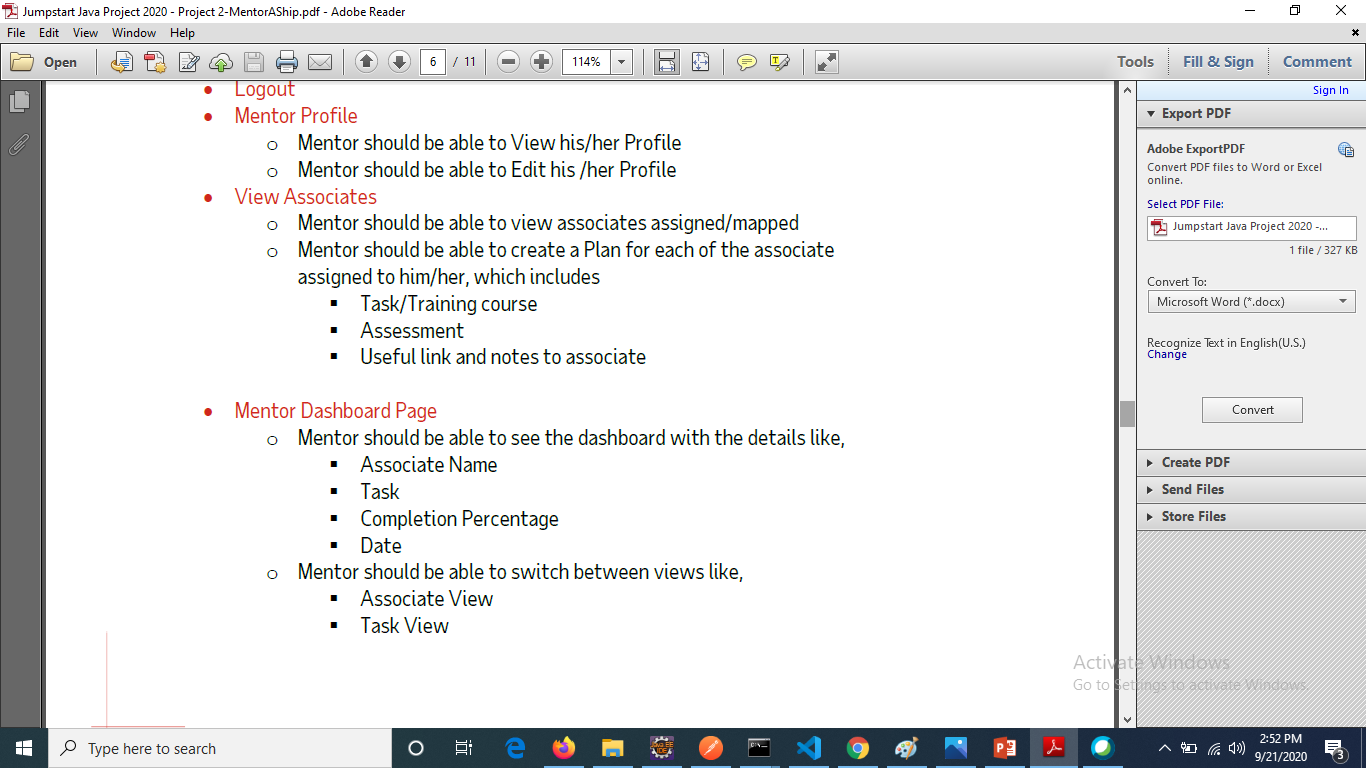 Jumpstart Java Project 2020 - Project 2-MentorAShip.pdf - Adobe Reader
File Edit View Window Help
Open 6 / 11 114% Tools Fill & Sign Comment
Sign In
• Logout
• Mentor Profile
o Mentor should be able to View his/her Profile
o Mentor should be able to Edit his /her Profile
• View Associates
o Mentor should be able to view associates assigned/mapped
o Mentor should be able to create a Plan for each of the associate
assigned to him/her, which includes
▪ Task/Training course
▪ Assessment
▪ Useful link and notes to associate
• Mentor Dashboard Page
o Mentor should be able to see the dashboard with the details like,
▪ Associate Name
▪ Task
▪ Completion Percentage
▪ Date
o Mentor should be able to switch between views like,
▪ Associate View
▪ Task View
Export PDF
Adobe ExportPDF
Convert PDF files to Word or Excel
online.
Select PDF File:
Jumpstart Java Project 2020 -...
1 file / 327 KB
Convert To:
Microsoft Word (*.docx)
Recognize Text in English(U.S.)
Change
Convert
Create PDF
Send Files
Store Files
Activate Windows
Go to Settings to activate Windows.
Type here to search
2:52 PM
9/21/2020
3